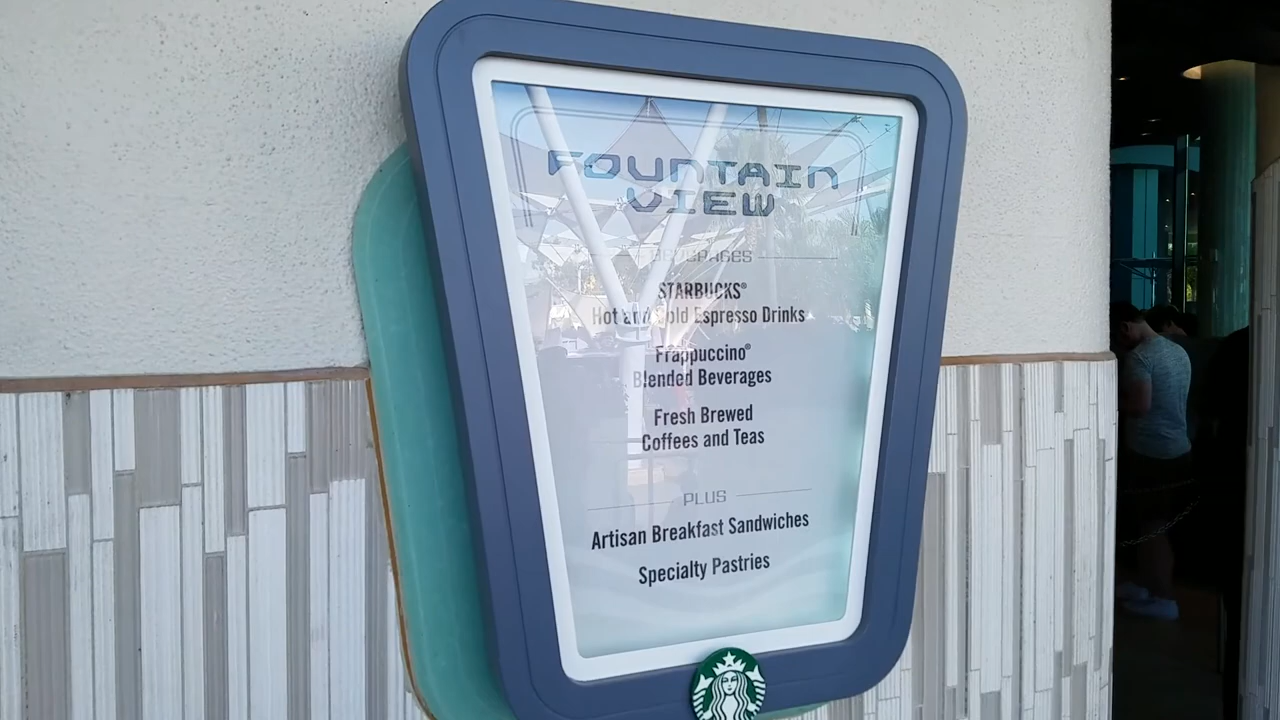 FOUNTAIN
VIEW
BEVERAGES
STARBUCKS®
Hot and Cold Espresso Drinks
Frappuccino®
Blended Beverages
Fresh Brewed
Coffees and Teas
PLUS
Artisan Breakfast Sandwiches
Specialty Pastries